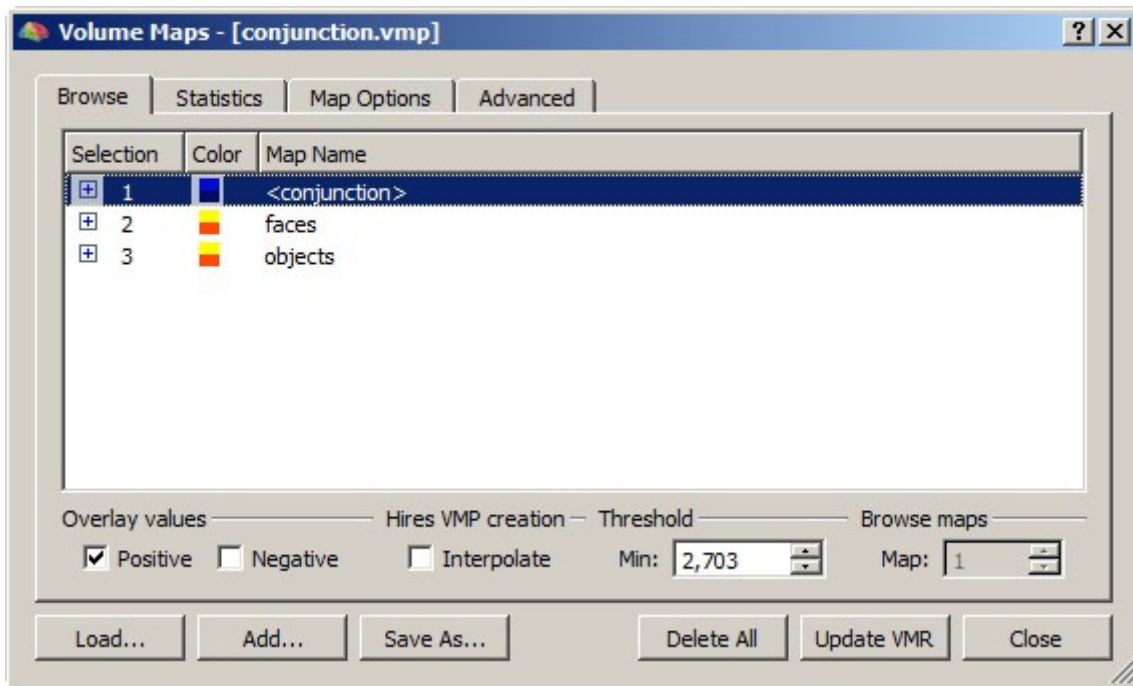 Volume Maps - [conjunction.vmp]
Browse Statistics Map Options Advanced
Selection Color Map Name
1 <conjunction>
2 faces
3 objects
Overlay values Hires VMP creation Threshold Browse maps
Positive Negative Interpolate Min: 2,703 Map: 1
Load... Add... Save As... Delete All Update VMR Close